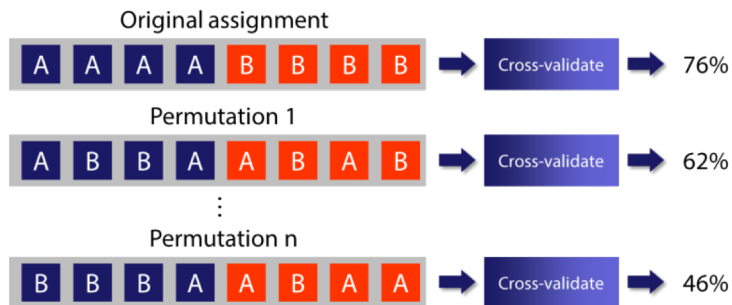 Original assignment
A A A A B B B B Cross-validate 76%
Permutation 1
A B B A A B A B Cross-validate 62%
Permutation n
B B B A A B A A Cross-validate 46%